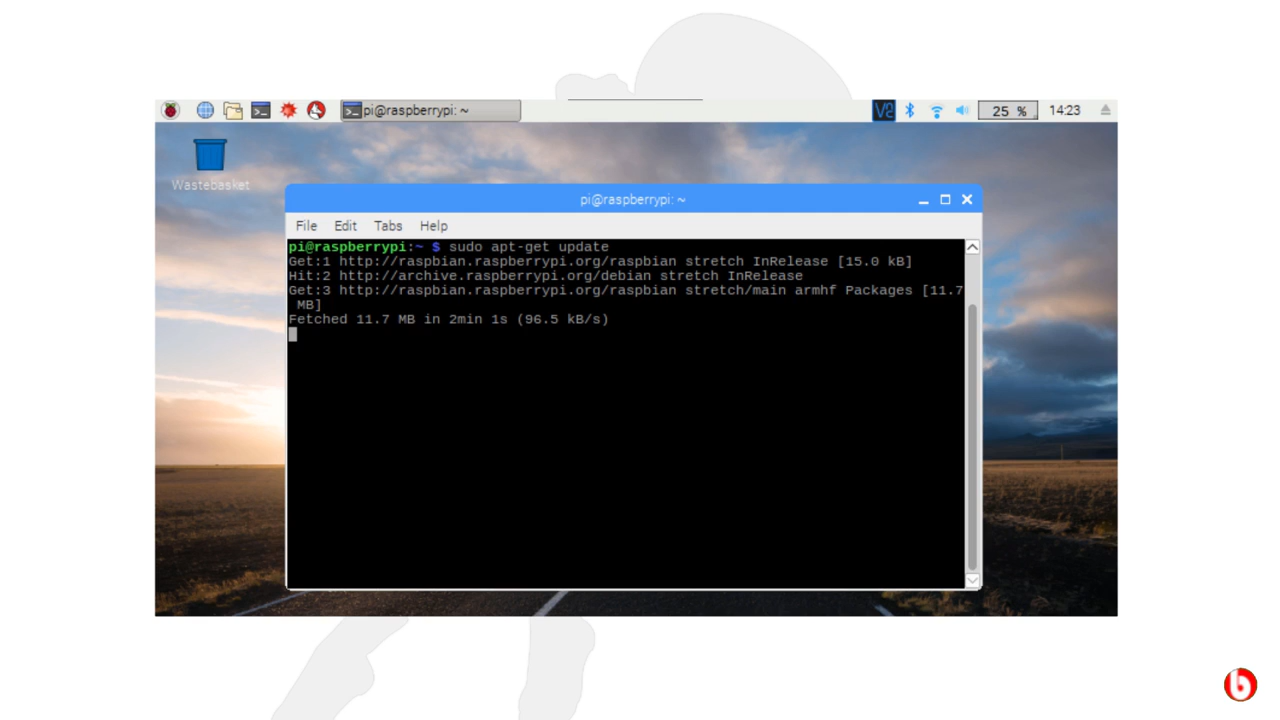 pi@raspberrypi: ~
V2
25 %
14:23
Wastebasket
pi@raspberrypi: ~
File Edit Tabs Help
pi@raspberrypi:~ $ sudo apt-get update
Get:1 http://raspbian.raspberrypi.org/raspbian stretch InRelease [15.0 kB]
Hit:2 http://archive.raspberrypi.org/debian stretch InRelease
Get:3 http://raspbian.raspberrypi.org/raspbian stretch/main armhf Packages [11.7
MB]
Fetched 11.7 MB in 2min 1s (96.5 kB/s)
b